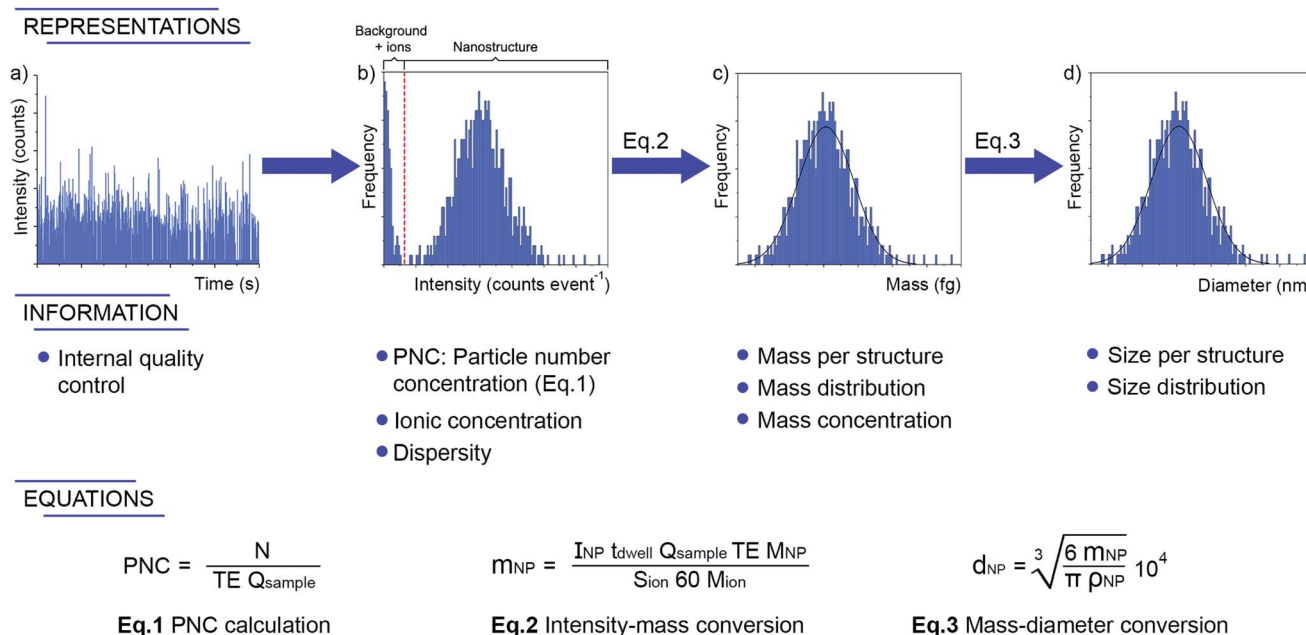 REPRESENTATIONS
Background
+ ions
Nanostructure
a)
Intensity (counts)
Time (s)
b)
Frequency
Intensity (counts event⁻¹)
Eq.2
c)
Frequency
Mass (fg)
Eq.3
d)
Frequency
Diameter (nm
INFORMATION
● Internal quality
control
● PNC: Particle number
concentration (Eq.1)
● Ionic concentration
● Dispersity
● Mass per structure
● Mass distribution
● Mass concentration
● Size per structure
● Size distribution
EQUATIONS
PNC = N / TE Qsample
Eq.1 PNC calculation
mNP = INP tdwell Qsample TE MNP / Sion 60 Mion
Eq.2 Intensity-mass conversion
dNP = ³√(6 mNP / π ρNP) 10⁴
Eq.3 Mass-diameter conversion